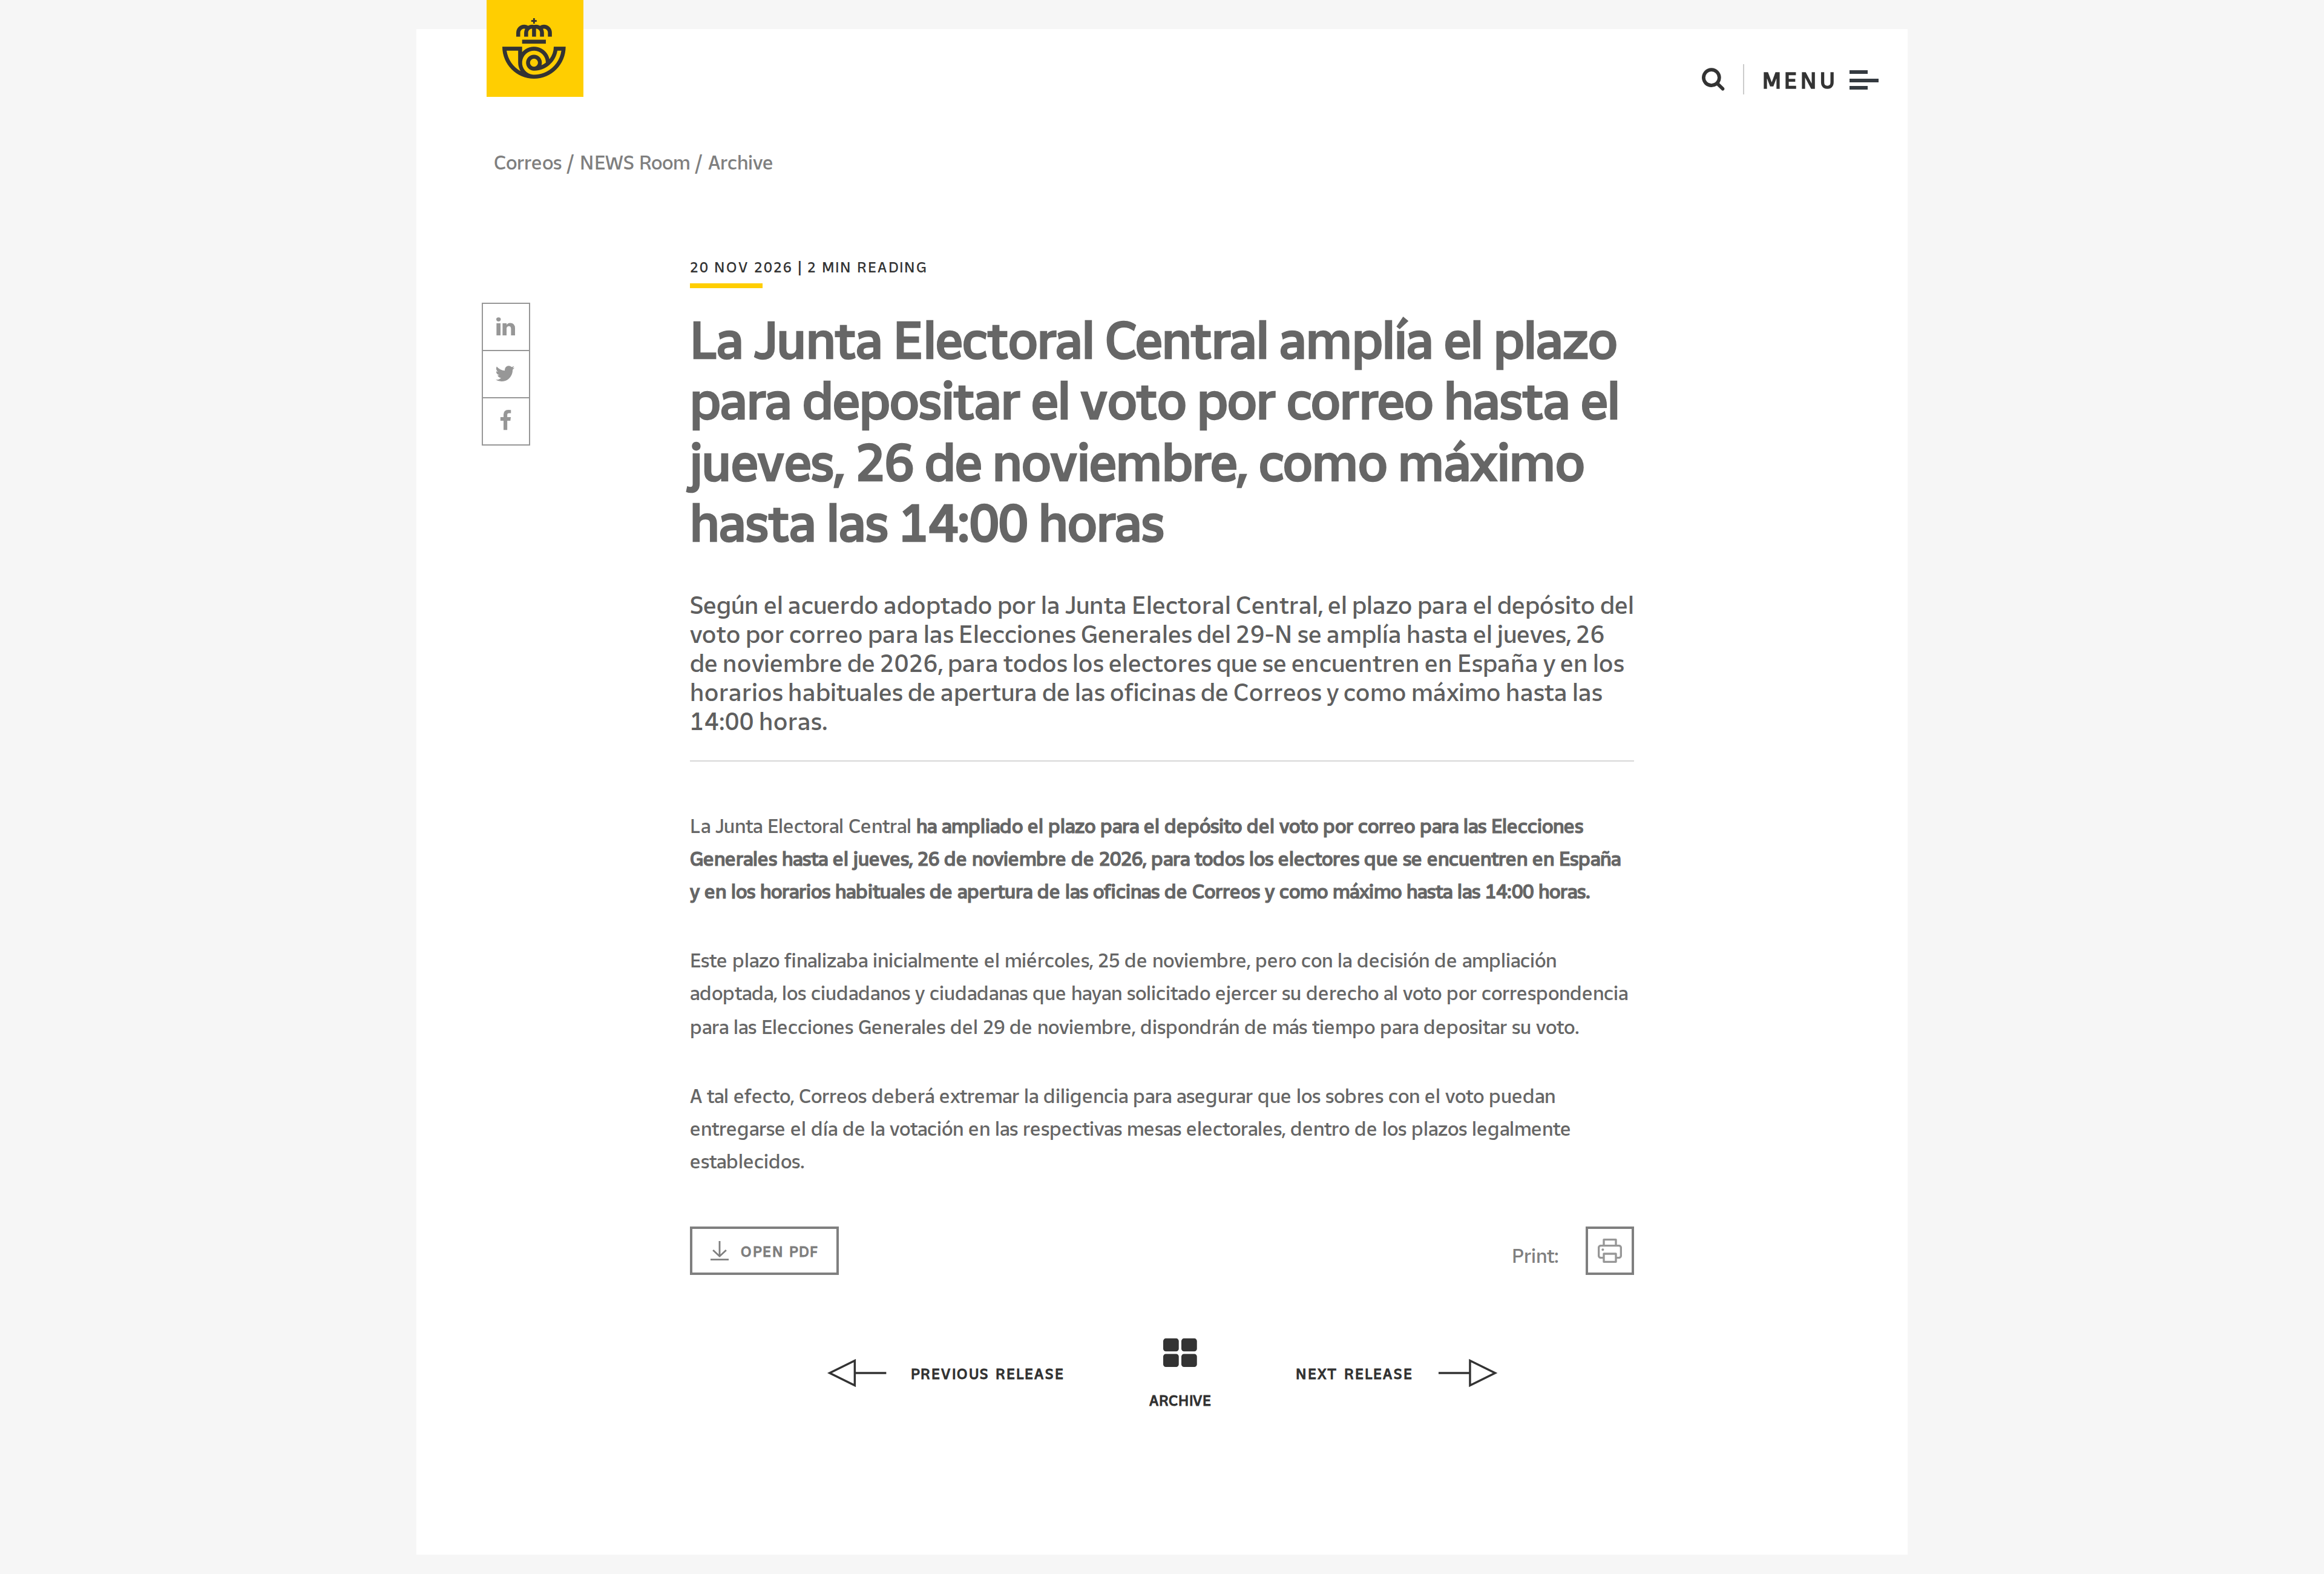 MENU
Correos / NEWS Room / Archive
20 NOV 2026 | 2 MIN READING
La Junta Electoral Central amplía el plazo
para depositar el voto por correo hasta el
jueves, 26 de noviembre, como máximo
hasta las 14:00 horas
Según el acuerdo adoptado por la Junta Electoral Central, el plazo para el depósito del
voto por correo para las Elecciones Generales del 29-N se amplía hasta el jueves, 26
de noviembre de 2026, para todos los electores que se encuentren en España y en los
horarios habituales de apertura de las oficinas de Correos y como máximo hasta las
14:00 horas.
La Junta Electoral Central ha ampliado el plazo para el depósito del voto por correo para las Elecciones
Generales hasta el jueves, 26 de noviembre de 2026, para todos los electores que se encuentren en España
y en los horarios habituales de apertura de las oficinas de Correos y como máximo hasta las 14:00 horas.
Este plazo finalizaba inicialmente el miércoles, 25 de noviembre, pero con la decisión de ampliación
adoptada, los ciudadanos y ciudadanas que hayan solicitado ejercer su derecho al voto por correspondencia
para las Elecciones Generales del 29 de noviembre, dispondrán de más tiempo para depositar su voto.
A tal efecto, Correos deberá extremar la diligencia para asegurar que los sobres con el voto puedan
entregarse el día de la votación en las respectivas mesas electorales, dentro de los plazos legalmente
establecidos.
OPEN PDF
Print:
PREVIOUS RELEASE
ARCHIVE
NEXT RELEASE